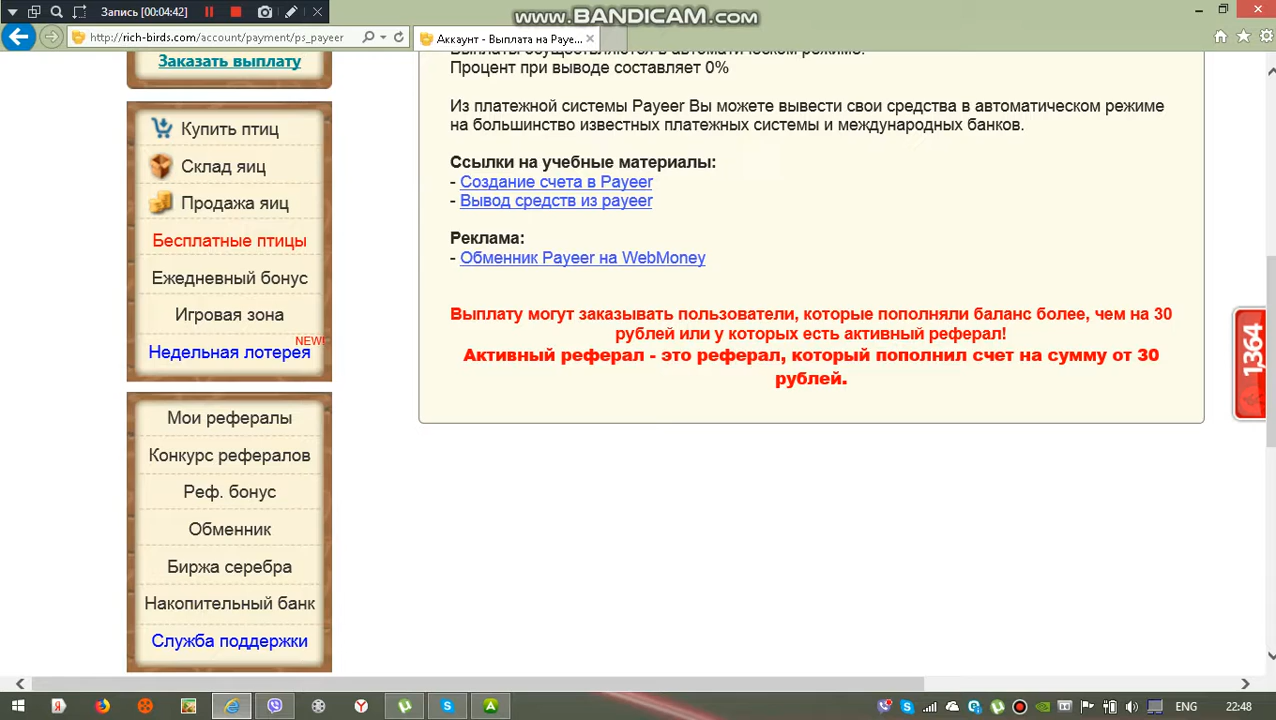 Запись [00:04:42]
www.BANDICAM.com
http://rich-birds.com/account/payment/ps_payeer
Аккаунт - Выплата на Paye...
Заказать выплату
Купить птиц
Склад яиц
Продажа яиц
Бесплатные птицы
Ежедневный бонус
Игровая зона
NEW!
Недельная лотерея
Мои рефералы
Конкурс рефералов
Реф. бонус
Обменник
Биржа серебра
Накопительный банк
Служба поддержки
Выплаты осуществляются в автоматическом режиме.
Процент при выводе составляет 0%
Из платежной системы Payeer Вы можете вывести свои средства в автоматическом режиме
на большинство известных платежных системы и международных банков.
Ссылки на учебные материалы:
- Создание счета в Payeer
- Вывод средств из payeer
Реклама:
- Обменник Payeer на WebMoney
Выплату могут заказывать пользователи, которые пополняли баланс более, чем на 30
рублей или у которых есть активный реферал!
Активный реферал - это реферал, который пополнил счет на сумму от 30
рублей.
1364
ENG
22:48